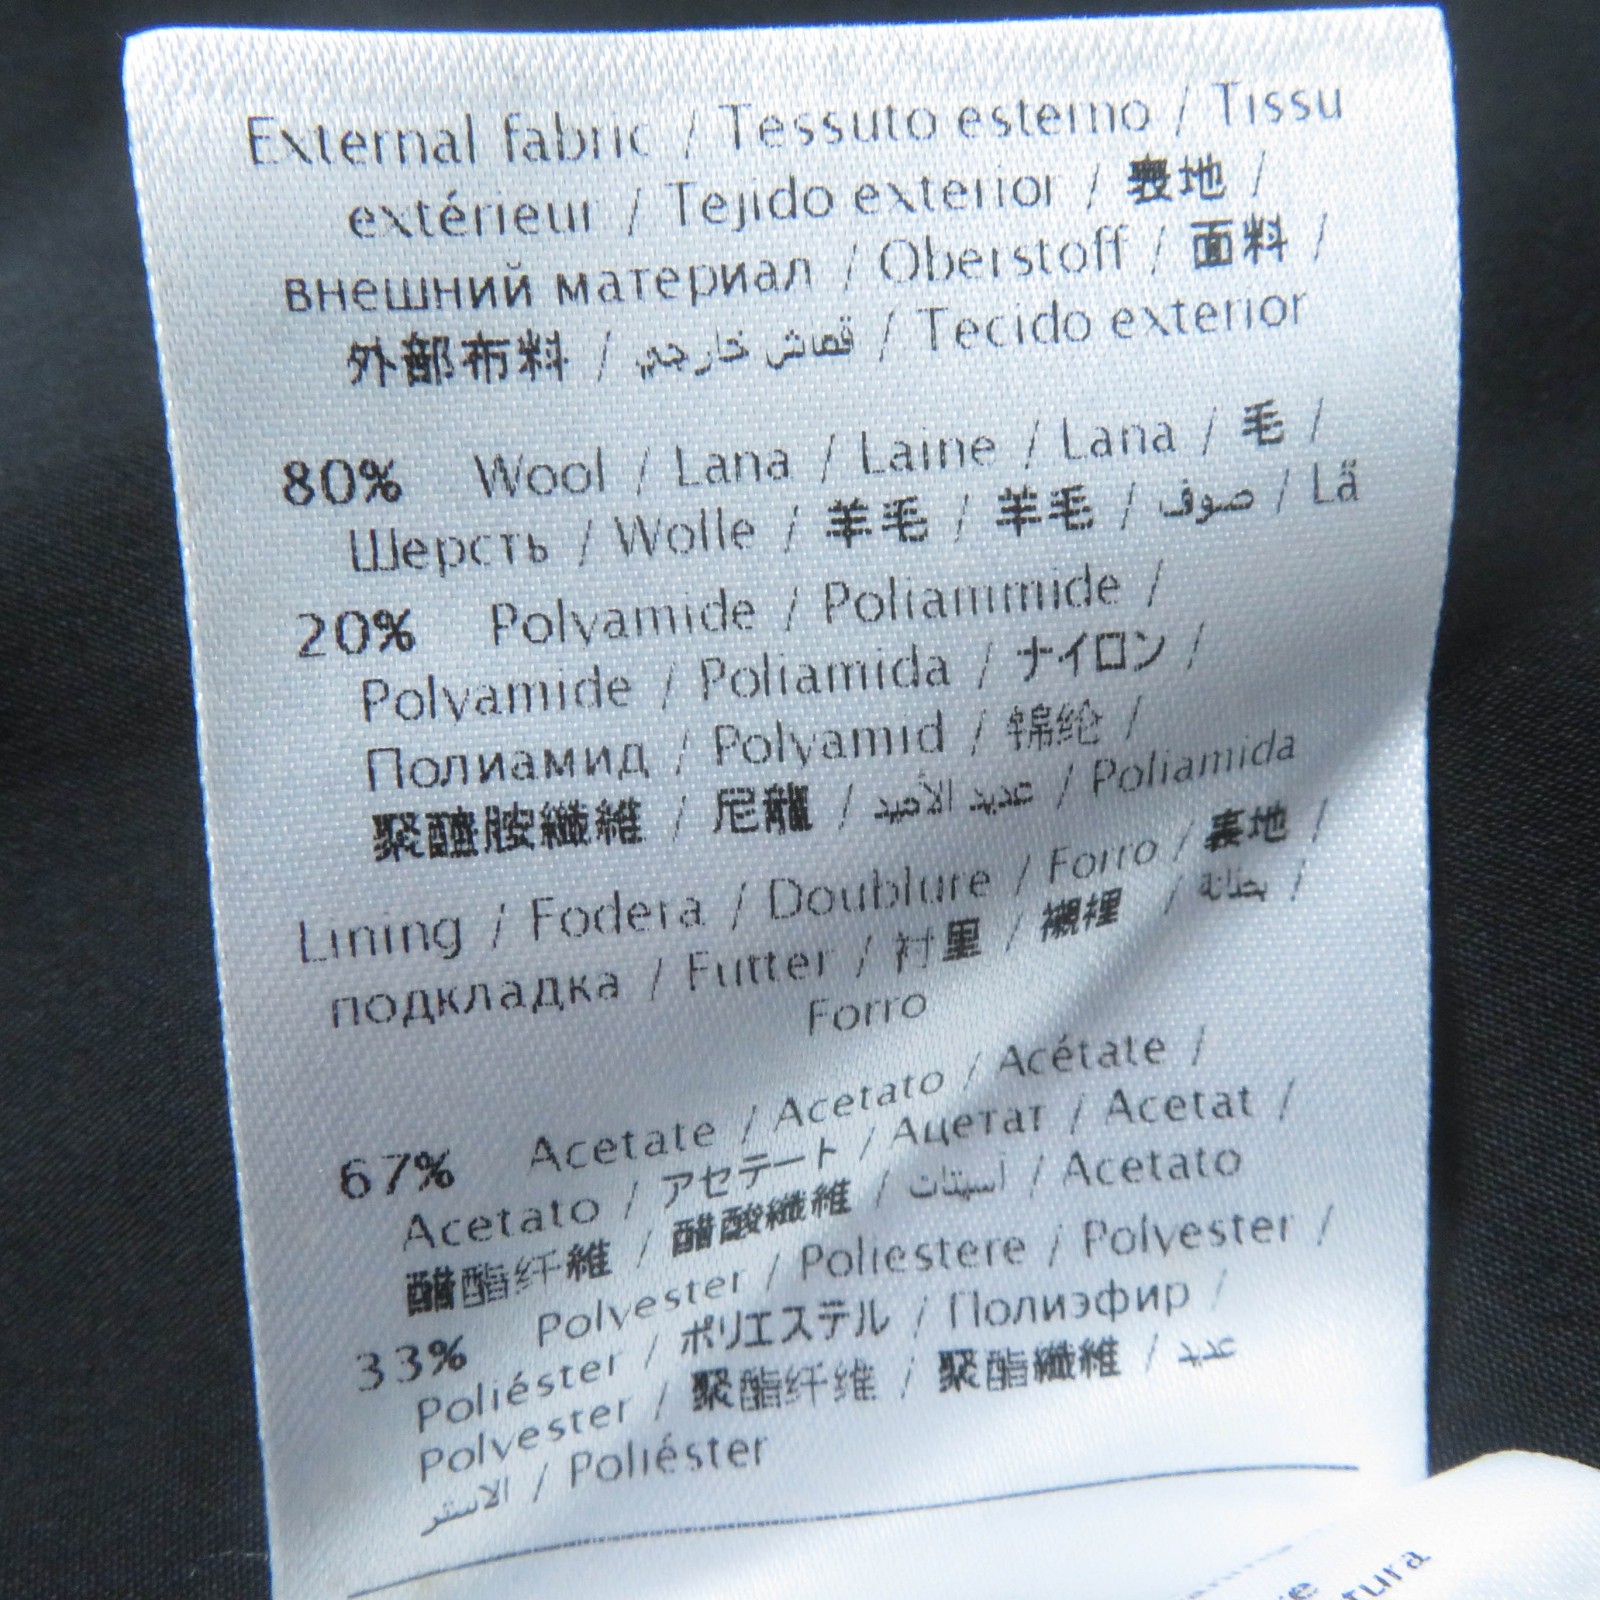 External fabric / Tessuto esterno / Tissu
extérieur / Tejido exterior / 表地 /
внешний материал / Oberstoff / 面料 /
外部布料 / قماش خارجي / Tecido exterior
80% Wool / Lana / Laine / Lana / 毛 /
Шерсть / Wolle / 羊毛 / 羊毛 / صوف / Lã
20% Polyamide / Poliammide /
Polyamide / Poliamida / ナイロン /
Полиамид / Polyamid / 锦纶 /
聚醯胺纖維 / 尼龍 / عديد الأميد / Poliamida
Lining / Fodera / Doublure / Forro / 裏地 /
подкладка / Futter / 衬里 / 襯裡 / بطانة /
Forro
67% Acetate / Acetato / Acétate /
Acetato / アセテート / Ацетат / Acetat /
醋酯纤维 / 醋酸纖維 / أسيتات / Acetato
33% Polyester / Poliestere / Polyester /
Poliéster / ポリエステル / Полиэфир /
Polyester / 聚酯纤维 / 聚酯纖維 / عديد
الاستر / Poliéster
tura